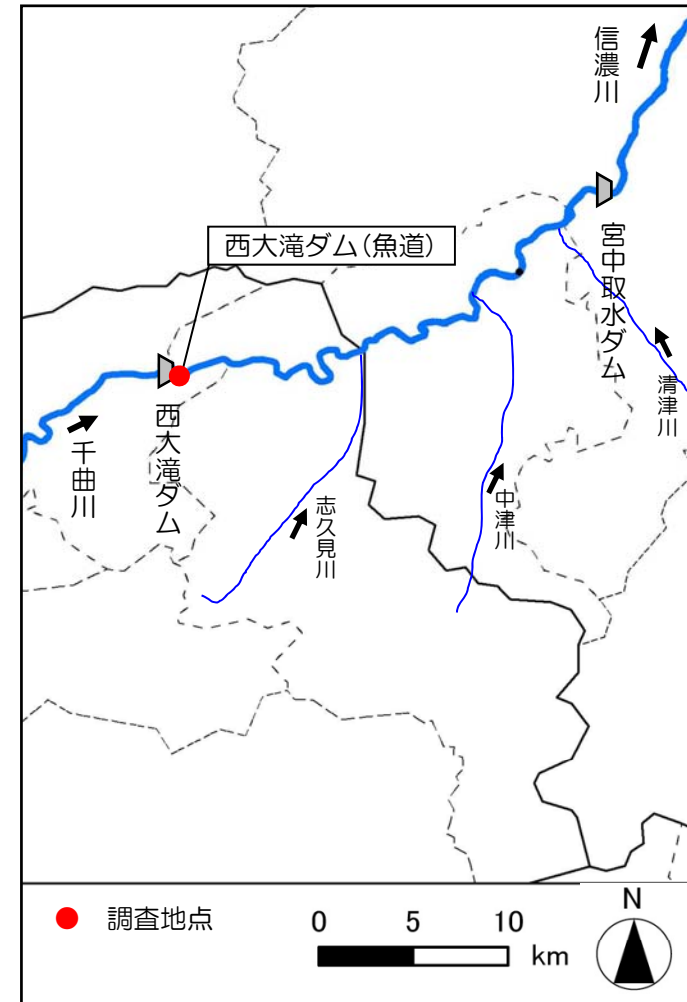 信濃川
西大滝ダム(魚道)
宮中取水ダム
清津川
西大滝ダム
千曲川
志久見川
中津川
調査地点
0 5 10
km
N